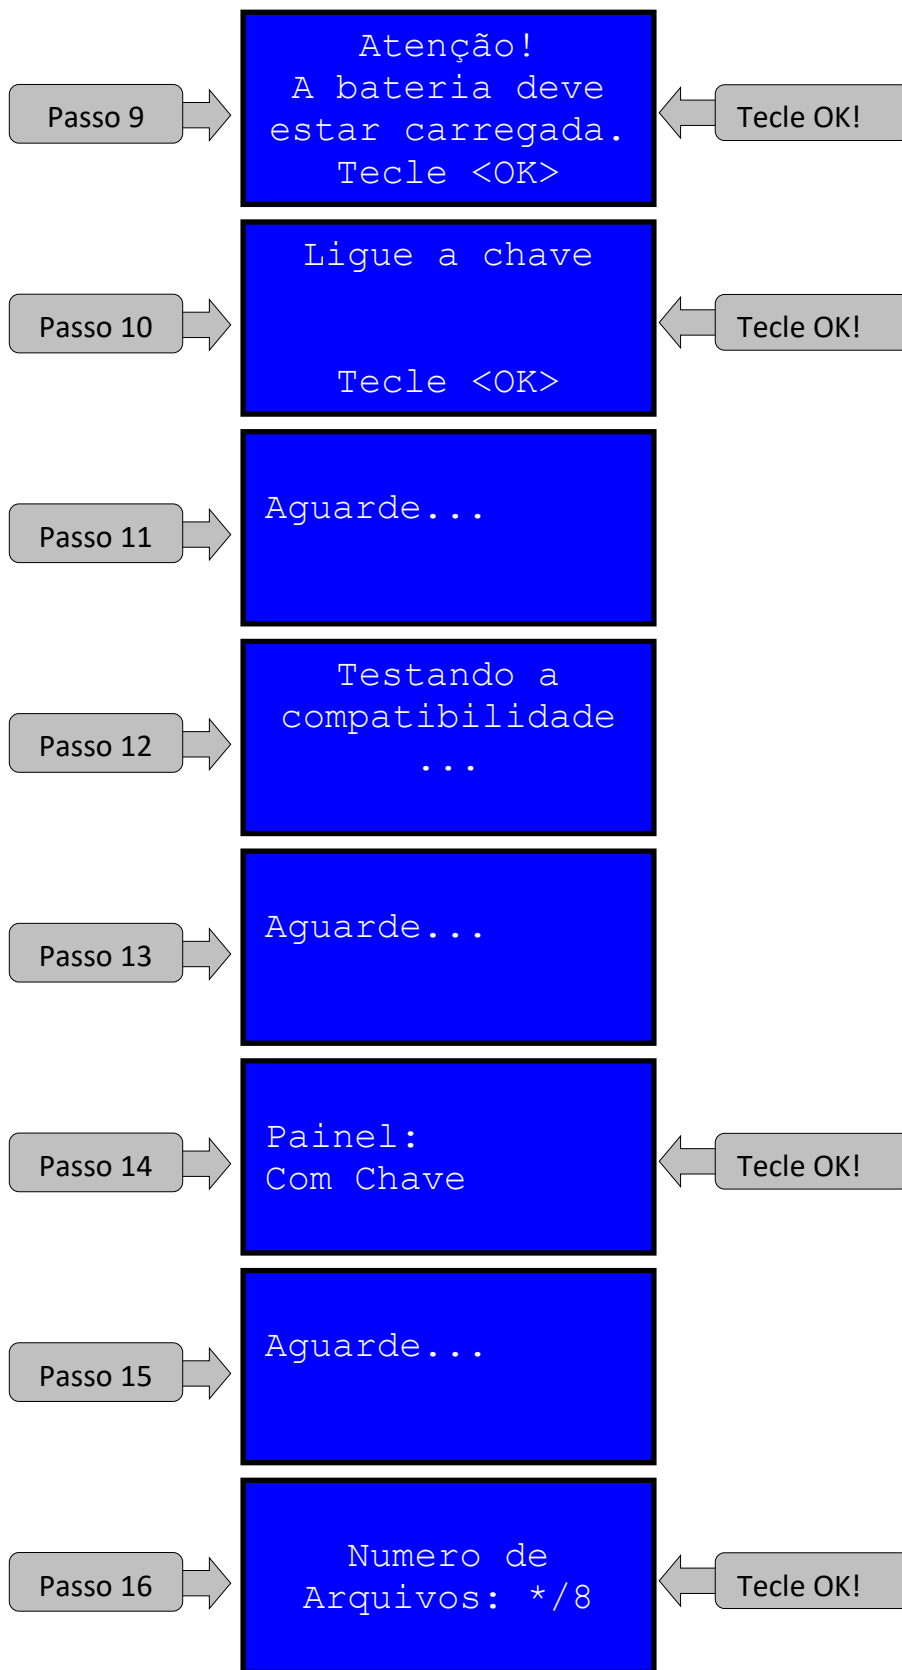 Passo 9
Atenção!
A bateria deve
estar carregada.
Tecle <OK>
Tecle OK!
Passo 10
Ligue a chave
Tecle <OK>
Tecle OK!
Passo 11
Aguarde...
Passo 12
Testando a
compatibilidade
...
Passo 13
Aguarde...
Passo 14
Painel:
Com Chave
Tecle OK!
Passo 15
Aguarde...
Passo 16
Numero de
Arquivos: */8
Tecle OK!